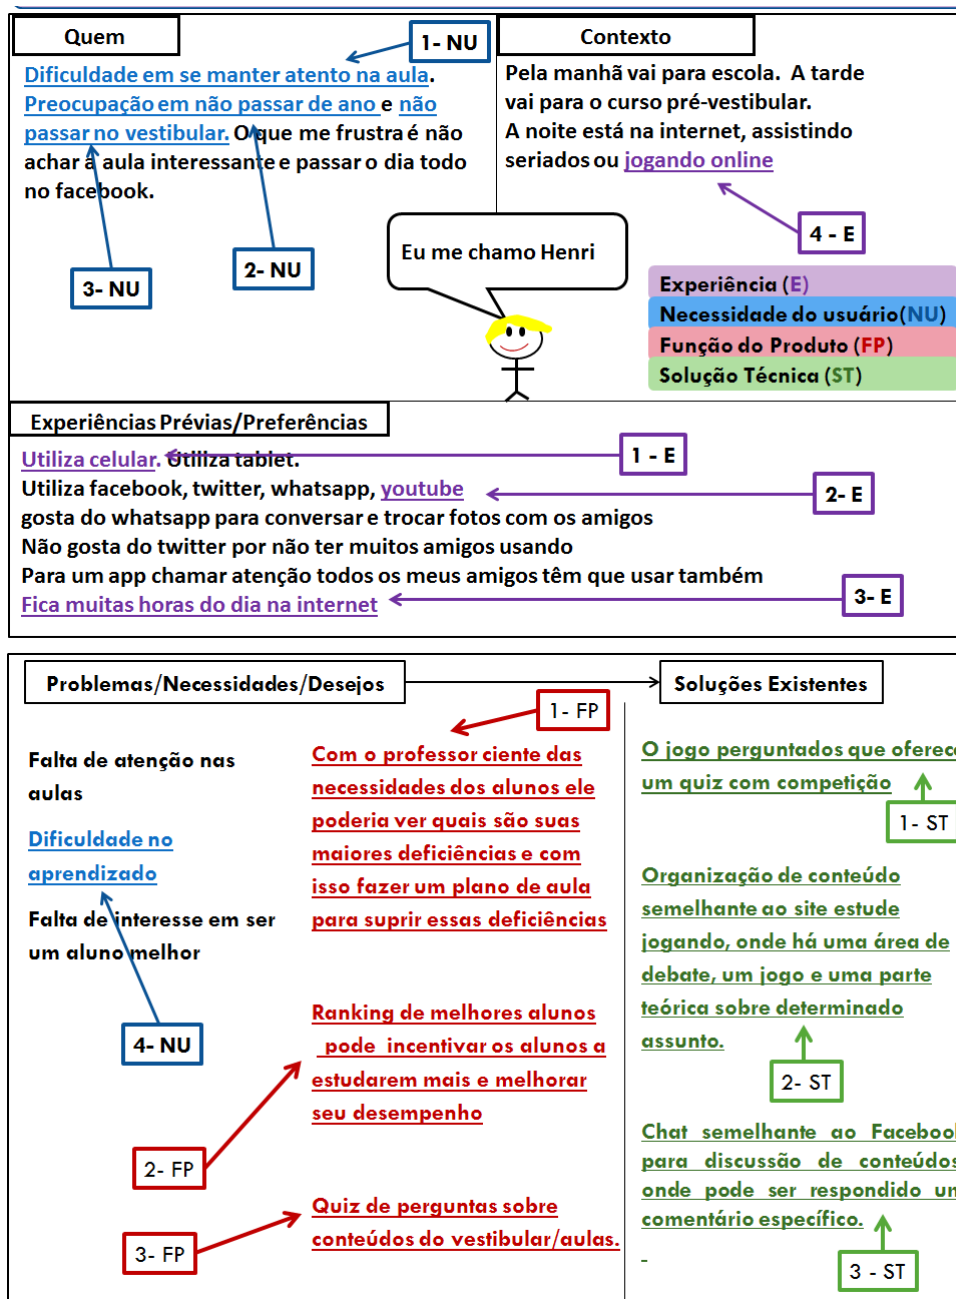 Quem
1- NU
Dificuldade em se manter atento na aula.
Preocupação em não passar de ano e não
passar no vestibular. O que me frustra é não
achar a aula interessante e passar o dia todo
no facebook.
3- NU
2- NU
Contexto
Pela manhã vai para escola. A tarde
vai para o curso pré-vestibular.
A noite está na internet, assistindo
seriados ou jogando online
4 - E
Eu me chamo Henri
Experiência (E)
Necessidade do usuário(NU)
Função do Produto (FP)
Solução Técnica (ST)
Experiências Prévias/Preferências
Utiliza celular. Utiliza tablet.
1 - E
Utiliza facebook, twitter, whatsapp, youtube
2- E
gosta do whatsapp para conversar e trocar fotos com os amigos
Não gosta do twitter por não ter muitos amigos usando
Para um app chamar atenção todos os meus amigos têm que usar também
Fica muitas horas do dia na internet
3- E
Problemas/Necessidades/Desejos
Soluções Existentes
Falta de atenção nas
aulas
Dificuldade no
aprendizado
Falta de interesse em ser
um aluno melhor
4- NU
1- FP
Com o professor ciente das
necessidades dos alunos ele
poderia ver quais são suas
maiores deficiências e com
isso fazer um plano de aula
para suprir essas deficiências
Ranking de melhores alunos
pode incentivar os alunos a
estudarem mais e melhorar
seu desempenho
2- FP
Quiz de perguntas sobre
conteúdos do vestibular/aulas.
3- FP
O jogo perguntados que oferec
um quiz com competição
1- ST
Organização de conteúdo
semelhante ao site estude
jogando, onde há uma área de
debate, um jogo e uma parte
teórica sobre determinado
assunto.
2- ST
Chat semelhante ao Facebook
para discussão de conteúdos
onde pode ser respondido um
comentário específico.
3 - ST